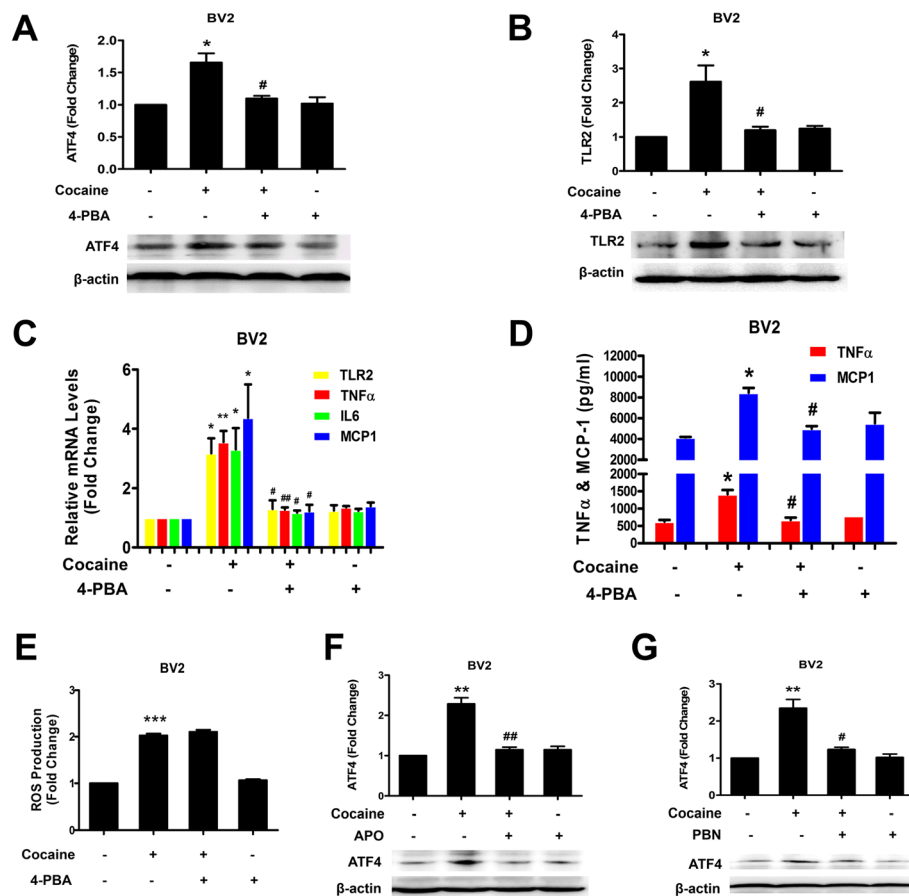 A
BV2
ATF4 (Fold Change)
2.0
1.5
1.0
0.5
0.0
*
#
Cocaine - + + -
4-PBA - - + +
ATF4
β-actin
B
BV2
TLR2 (Fold Change)
4
3
2
1
0
*
#
Cocaine - + + -
4-PBA - - + +
TLR2
β-actin
C
BV2
Relative mRNA Levels
(Fold Change)
6
4
2
0
TLR2
TNFα
IL6
MCP1
* ** * *
# ## # #
Cocaine - + + -
4-PBA - - + +
D
BV2
TNFα & MCP-1 (pg/ml)
12000
10000
8000
6000
4000
2000
2000
1500
1000
500
0
TNFα
MCP1
*
#
*
#
Cocaine - + + -
4-PBA - - + +
E
BV2
ROS Production
(Fold Change)
3
2
1
0
***
Cocaine - + + -
4-PBA - - + +
F
BV2
ATF4 (Fold Change)
3
2
1
0
**
##
Cocaine - + + -
APO - - + +
ATF4
β-actin
G
BV2
ATF4 (Fold Change)
3
2
1
0
**
#
Cocaine - + + -
PBN - - + +
ATF4
β-actin